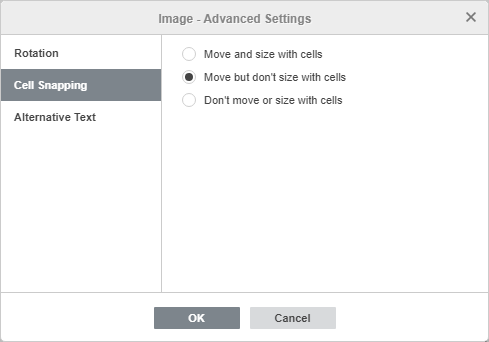 Image - Advanced Settings
Rotation
Cell Snapping
Alternative Text
Move and size with cells
Move but don't size with cells
Don't move or size with cells
OK
Cancel